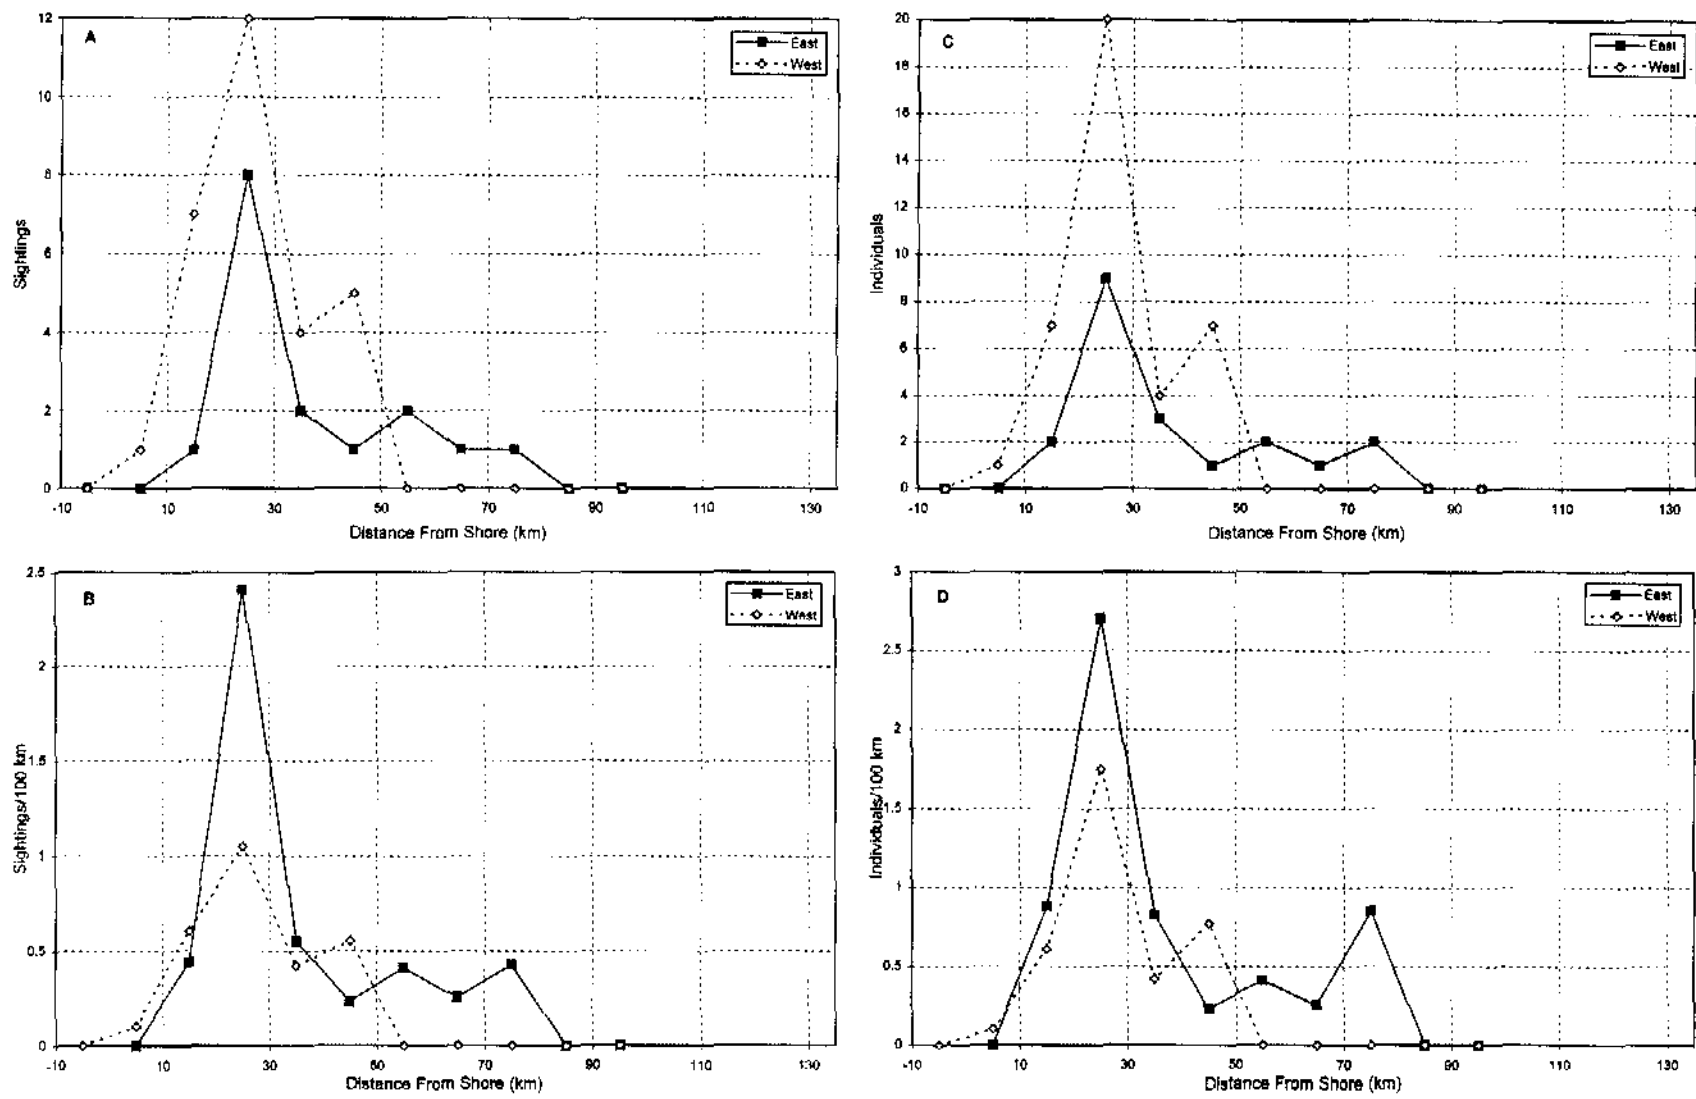 A
East
West
Sightings
12
10
8
6
4
2
0
-10 10 30 50 70 90 110 130
Distance From Shore (km)
C
East
West
Individuals
20
18
16
14
12
10
8
6
4
2
0
-10 10 30 50 70 90 110 130
Distance From Shore (km)
B
East
West
Sightings/100 km
2.5
2
1.5
1
0.5
0
-10 10 30 50 70 90 110 130
Distance From Shore (km)
D
East
West
Individuals/100 km
3
2.5
2
1.5
1
0.5
0
-10 10 30 50 70 90 110 130
Distance From Shore (km)